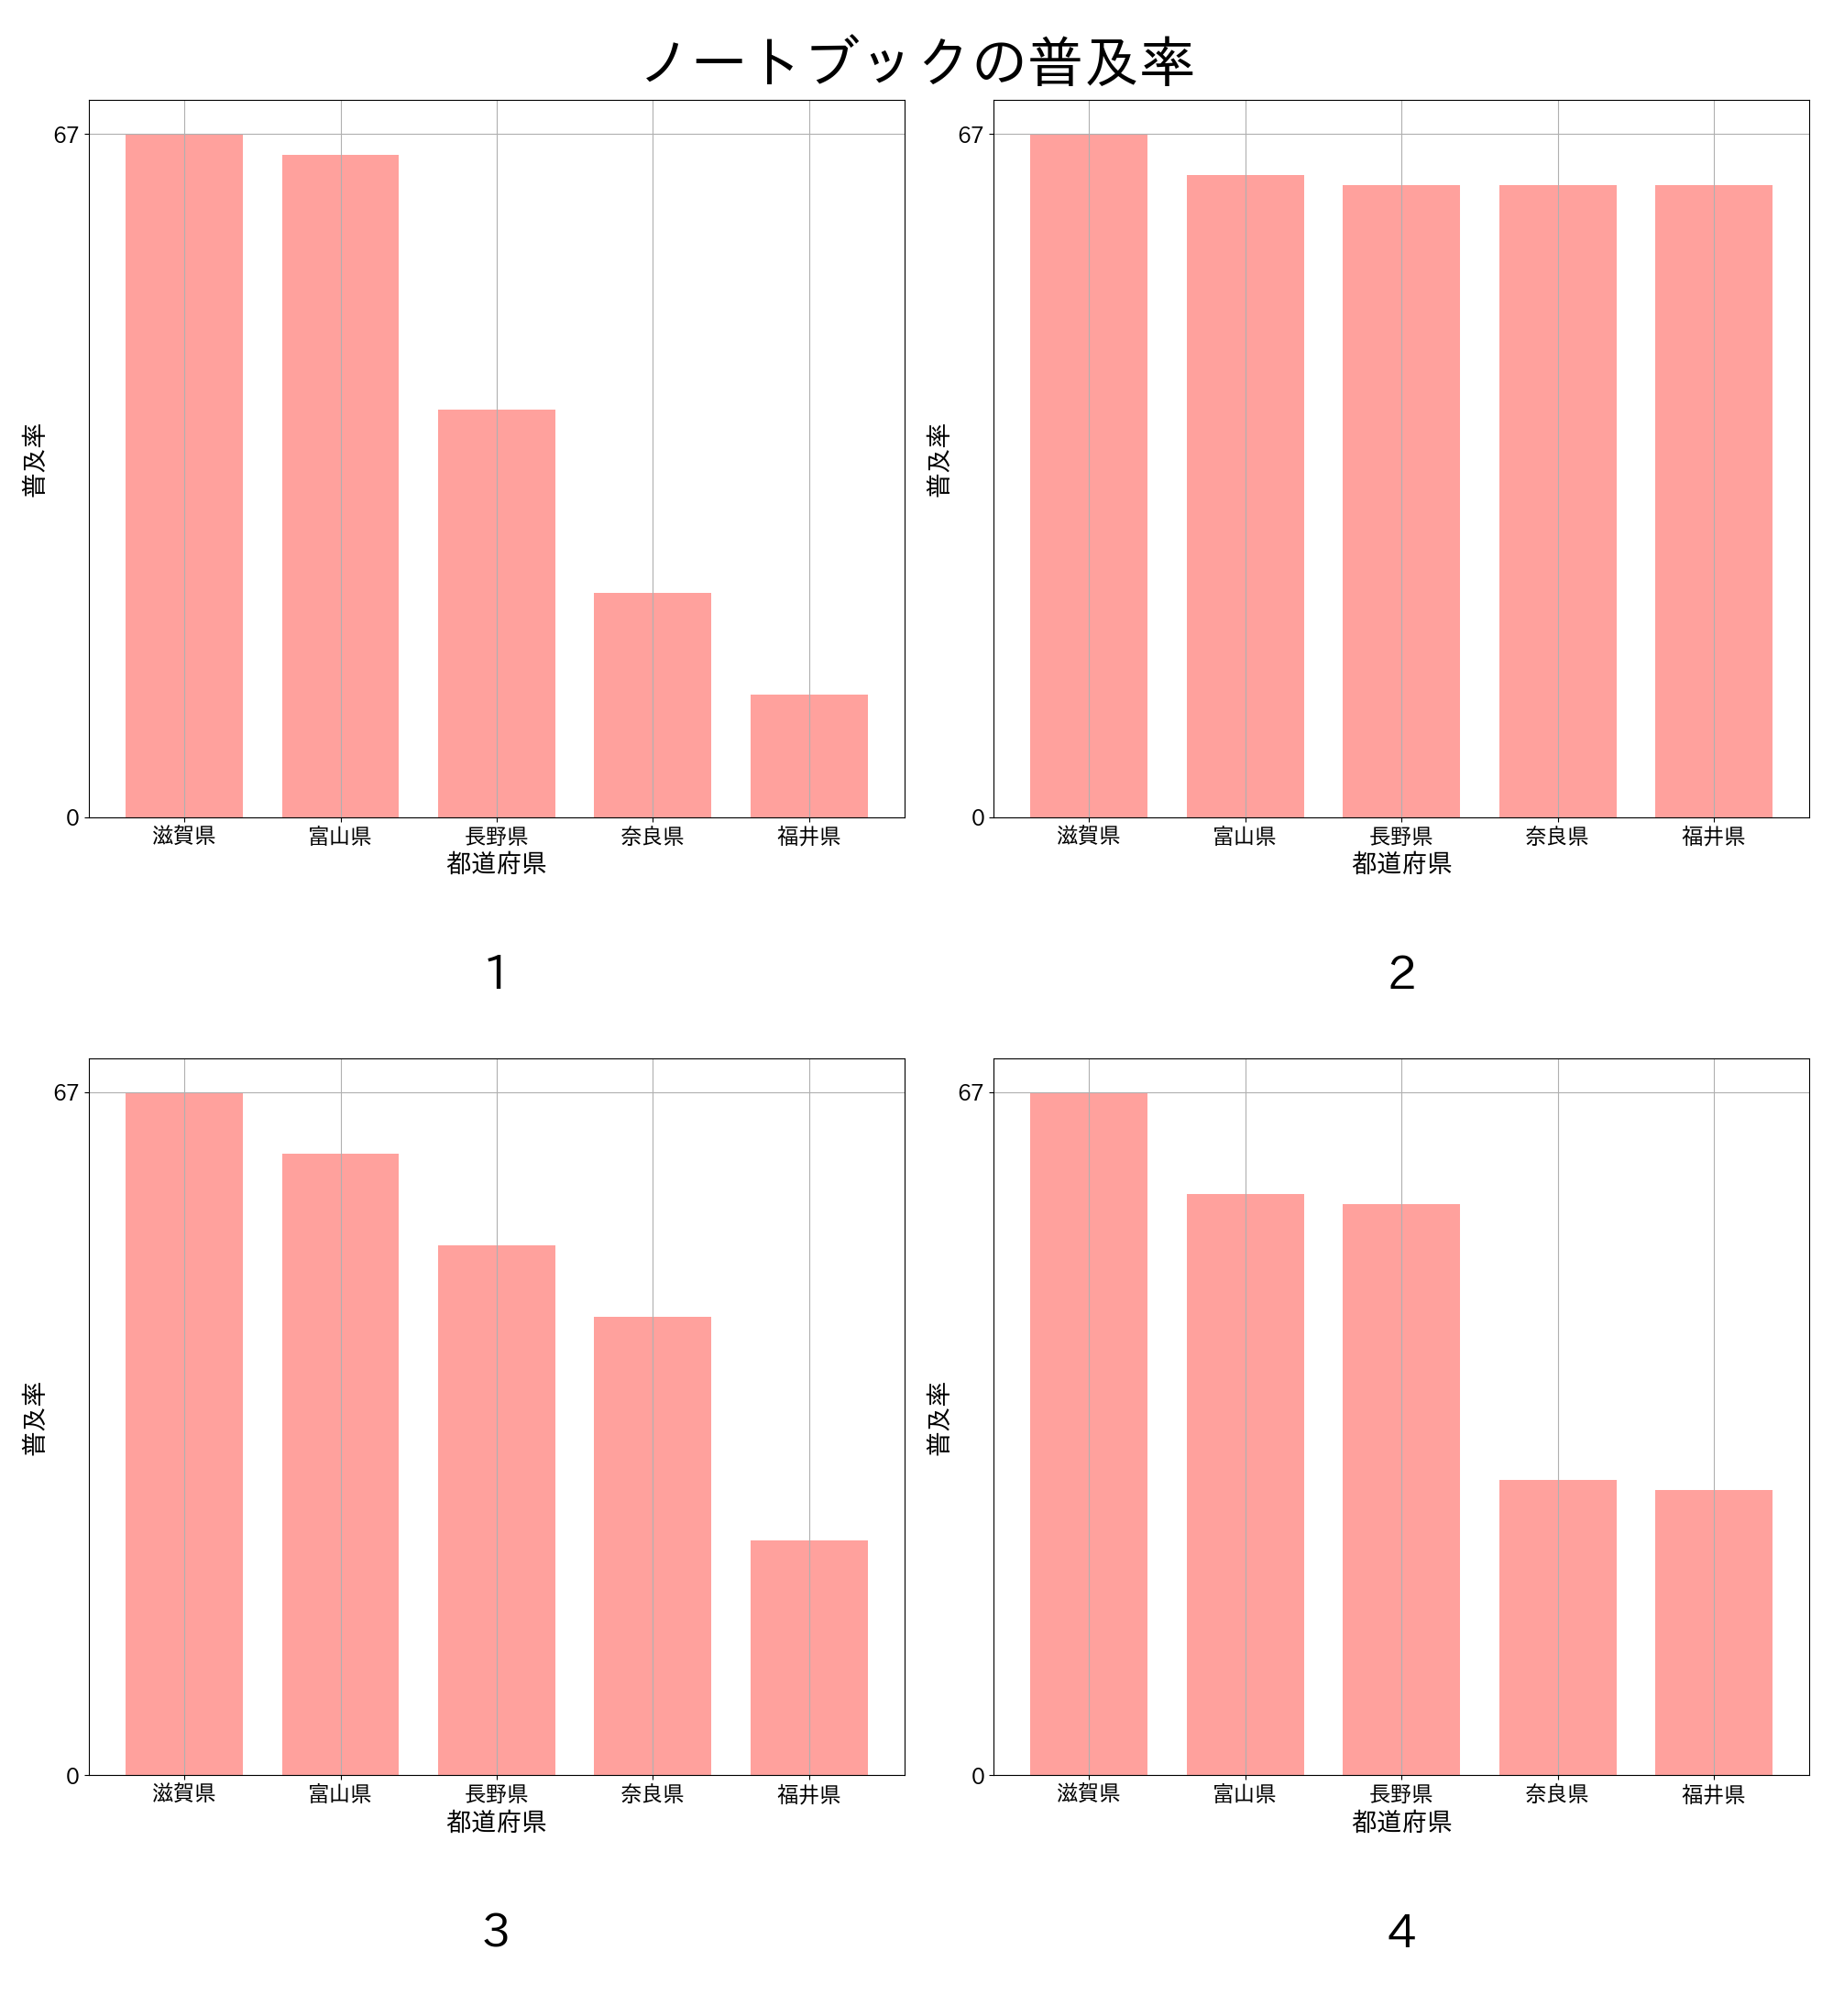 ノートブックの普及率
67
0
普及率
滋賀県 富山県 長野県 奈良県 福井県
都道府県
1
67
0
普及率
滋賀県 富山県 長野県 奈良県 福井県
都道府県
2
67
0
普及率
滋賀県 富山県 長野県 奈良県 福井県
都道府県
3
67
0
普及率
滋賀県 富山県 長野県 奈良県 福井県
都道府県
4